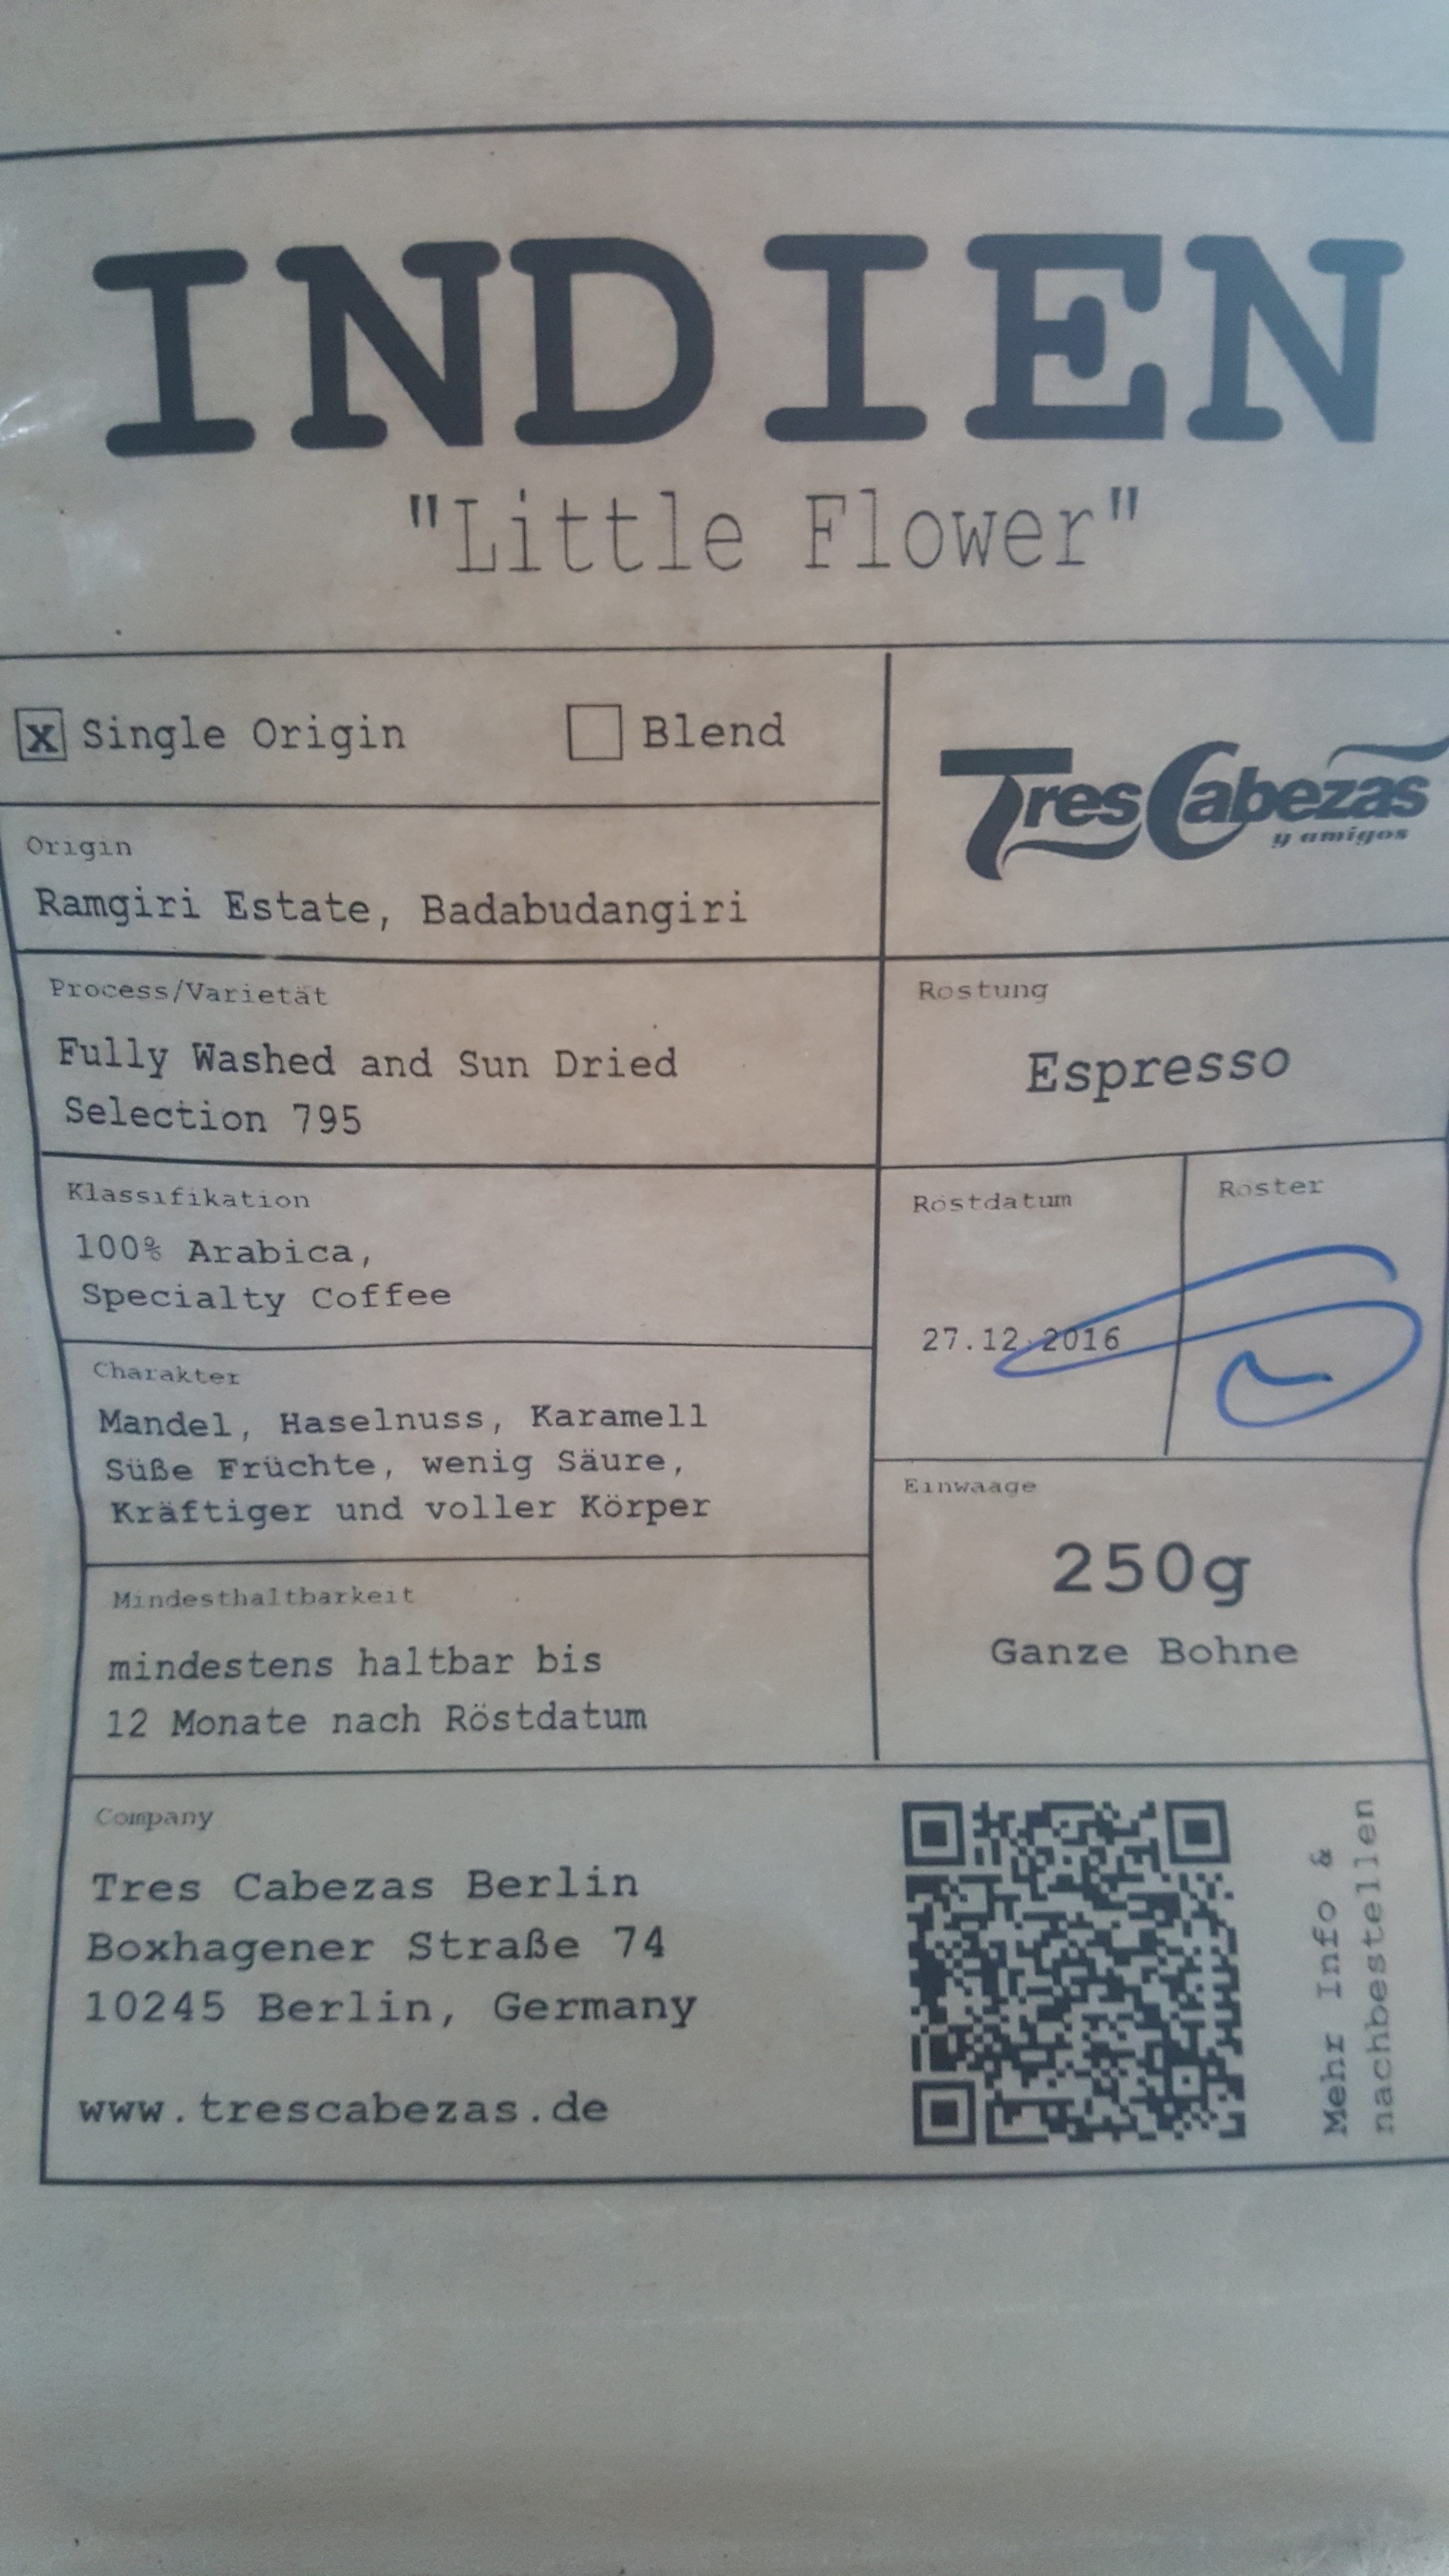 INDIEN
"Little Flower"
x Single Origin
Blend
Tres Cabezas
y amigos
Origin
Ramgiri Estate, Badabudangiri
Process/Varietät
Fully Washed and Sun Dried
Selection 795
Röstung
Espresso
Klassifikation
100% Arabica,
Specialty Coffee
Röstdatum
27.12.2016
Röster
Charakter
Mandel, Haselnuss, Karamell
Süße Früchte, wenig Säure,
Kräftiger und voller Körper
Einwaage
250g
Ganze Bohne
Mindesthaltbarkeit
mindestens haltbar bis
12 Monate nach Röstdatum
Company
Tres Cabezas Berlin
Boxhagener Straße 74
10245 Berlin, Germany
www.trescabezas.de
Mehr Info &
nachbestellen